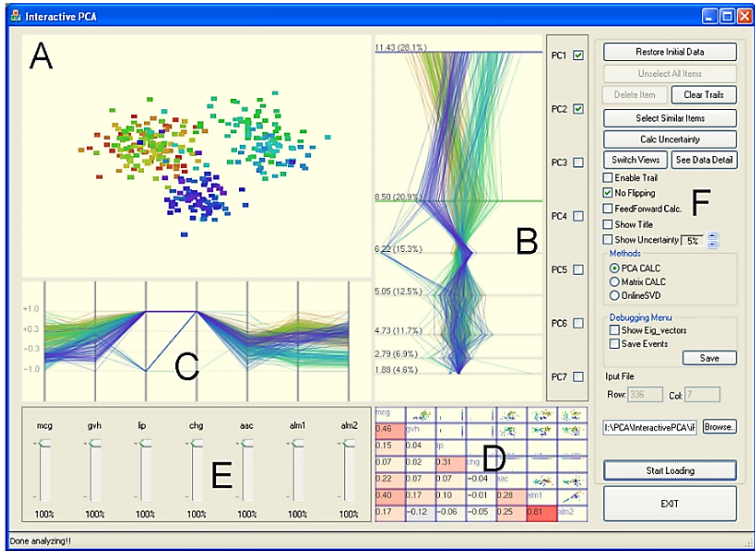 Interactive PCA
A
11.43 (28.1%)
8.50 (20.9%)
6.22 (15.3%)
5.05 (12.5%)
4.73 (11.7%)
2.79 (6.9%)
1.88 (4.6%)
B
PC1
PC2
PC3
PC4
PC5
PC6
PC7
Restore Initial Data
Unselect All Items
Delete Item Clear Trails
Select Similar Items
Calc Uncertainty
Switch Views See Data Detail
Enable Trail
No Flipping
FeedForward Calc.
Show Title
Show Uncertainty 5%
F
Methods
PCA CALC
Matrix CALC
OnlineSVD
Debugging Menu
Show Eig_vectors
Save Events
Save
Input File
Row: 336 Col: 7
I:\PCA\InteractivePCA\iF Browse...
Start Loading
EXIT
+1.0
+0.3
-0.3
-1.0
C
mcg gvh lip chg aac alm1 alm2
E
100% 100% 100% 100% 100% 100% 100%
mcg
0.46 gvh
0.15 0.04 lip
0.07 0.02 0.31 chg
0.22 0.07 0.07 -0.04 aac
0.40 0.17 0.10 -0.01 0.28 alm1
0.17 -0.12 -0.06 -0.05 0.25 0.81 alm2
D
Done analyzing!!